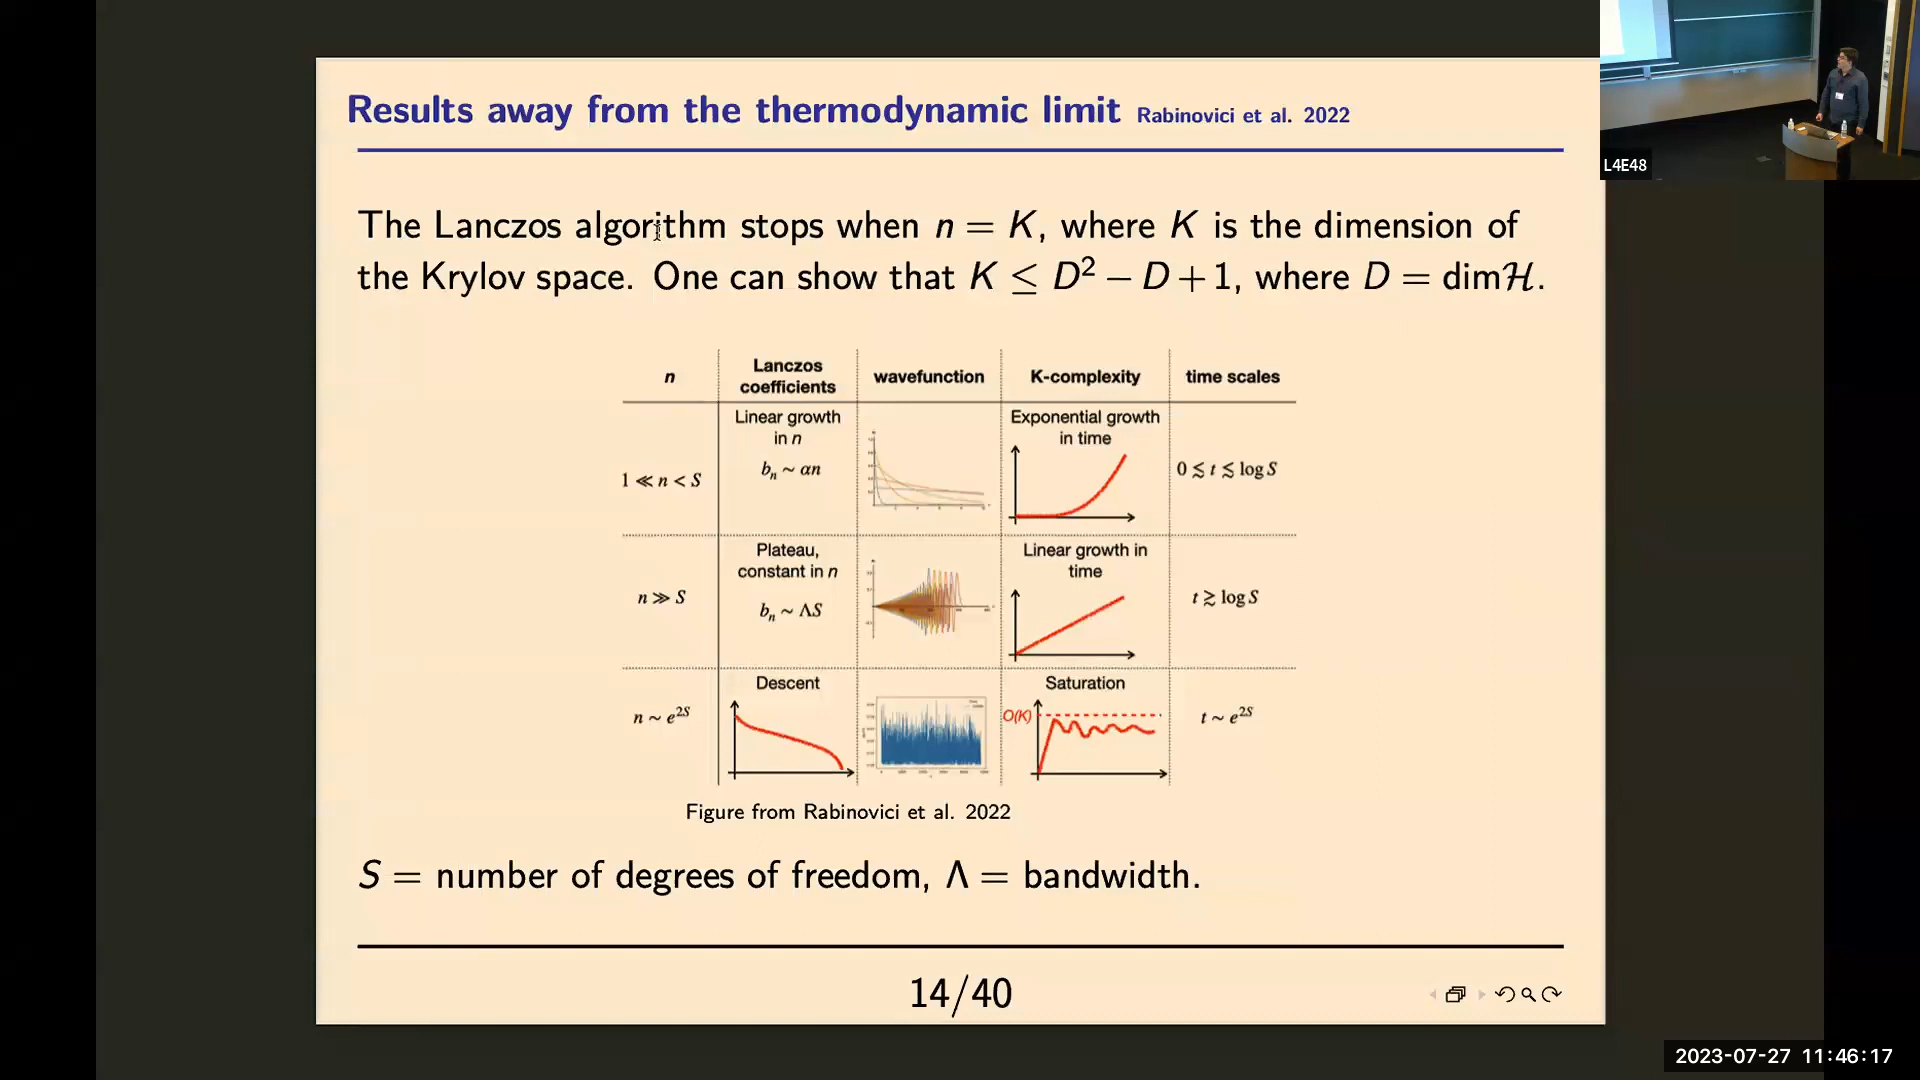 Results away from the thermodynamic limit Rabinovici et al. 2022
L4E48
The Lanczos algorithm stops when n = K, where K is the dimension of
the Krylov space. One can show that K ≤ D² − D + 1, where D = dimℋ.
n
Lanczos
coefficients
wavefunction
K-complexity
time scales
1 ≪ n < S
Linear growth
in n
bₙ ~ αn
Exponential growth
in time
0 ≲ t ≲ log S
n ≫ S
Plateau,
constant in n
bₙ ~ ΛS
Linear growth in
time
t ≳ log S
n ~ e²ˢ
Descent
Saturation
O(K)
t ~ e²ˢ
Figure from Rabinovici et al. 2022
S = number of degrees of freedom, Λ = bandwidth.
14/40
2023-07-27 11:46:17